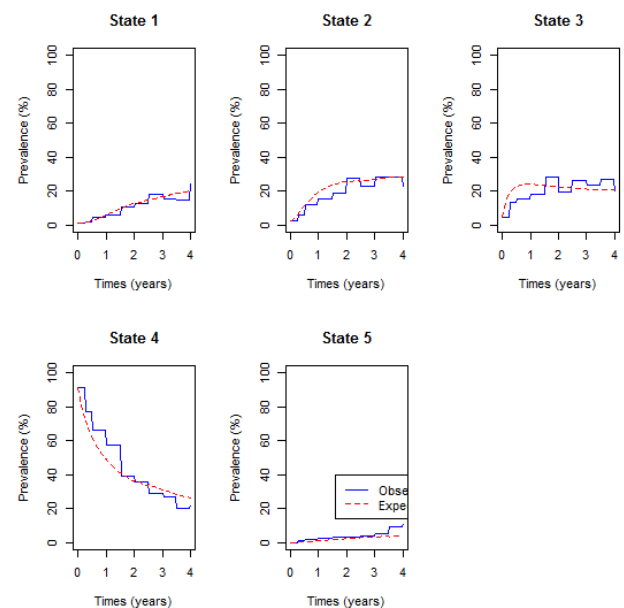 State 1
State 2
State 3
Prevalence (%)
0 20 40 60 80 100
0 1 2 3 4
Times (years)
Prevalence (%)
0 20 40 60 80 100
0 1 2 3 4
Times (years)
Prevalence (%)
0 20 40 60 80 100
0 1 2 3 4
Times (years)
State 4
State 5
Prevalence (%)
0 20 40 60 80 100
0 1 2 3 4
Times (years)
Prevalence (%)
0 20 40 60 80 100
0 1 2 3 4
Times (years)
Obse
Expe